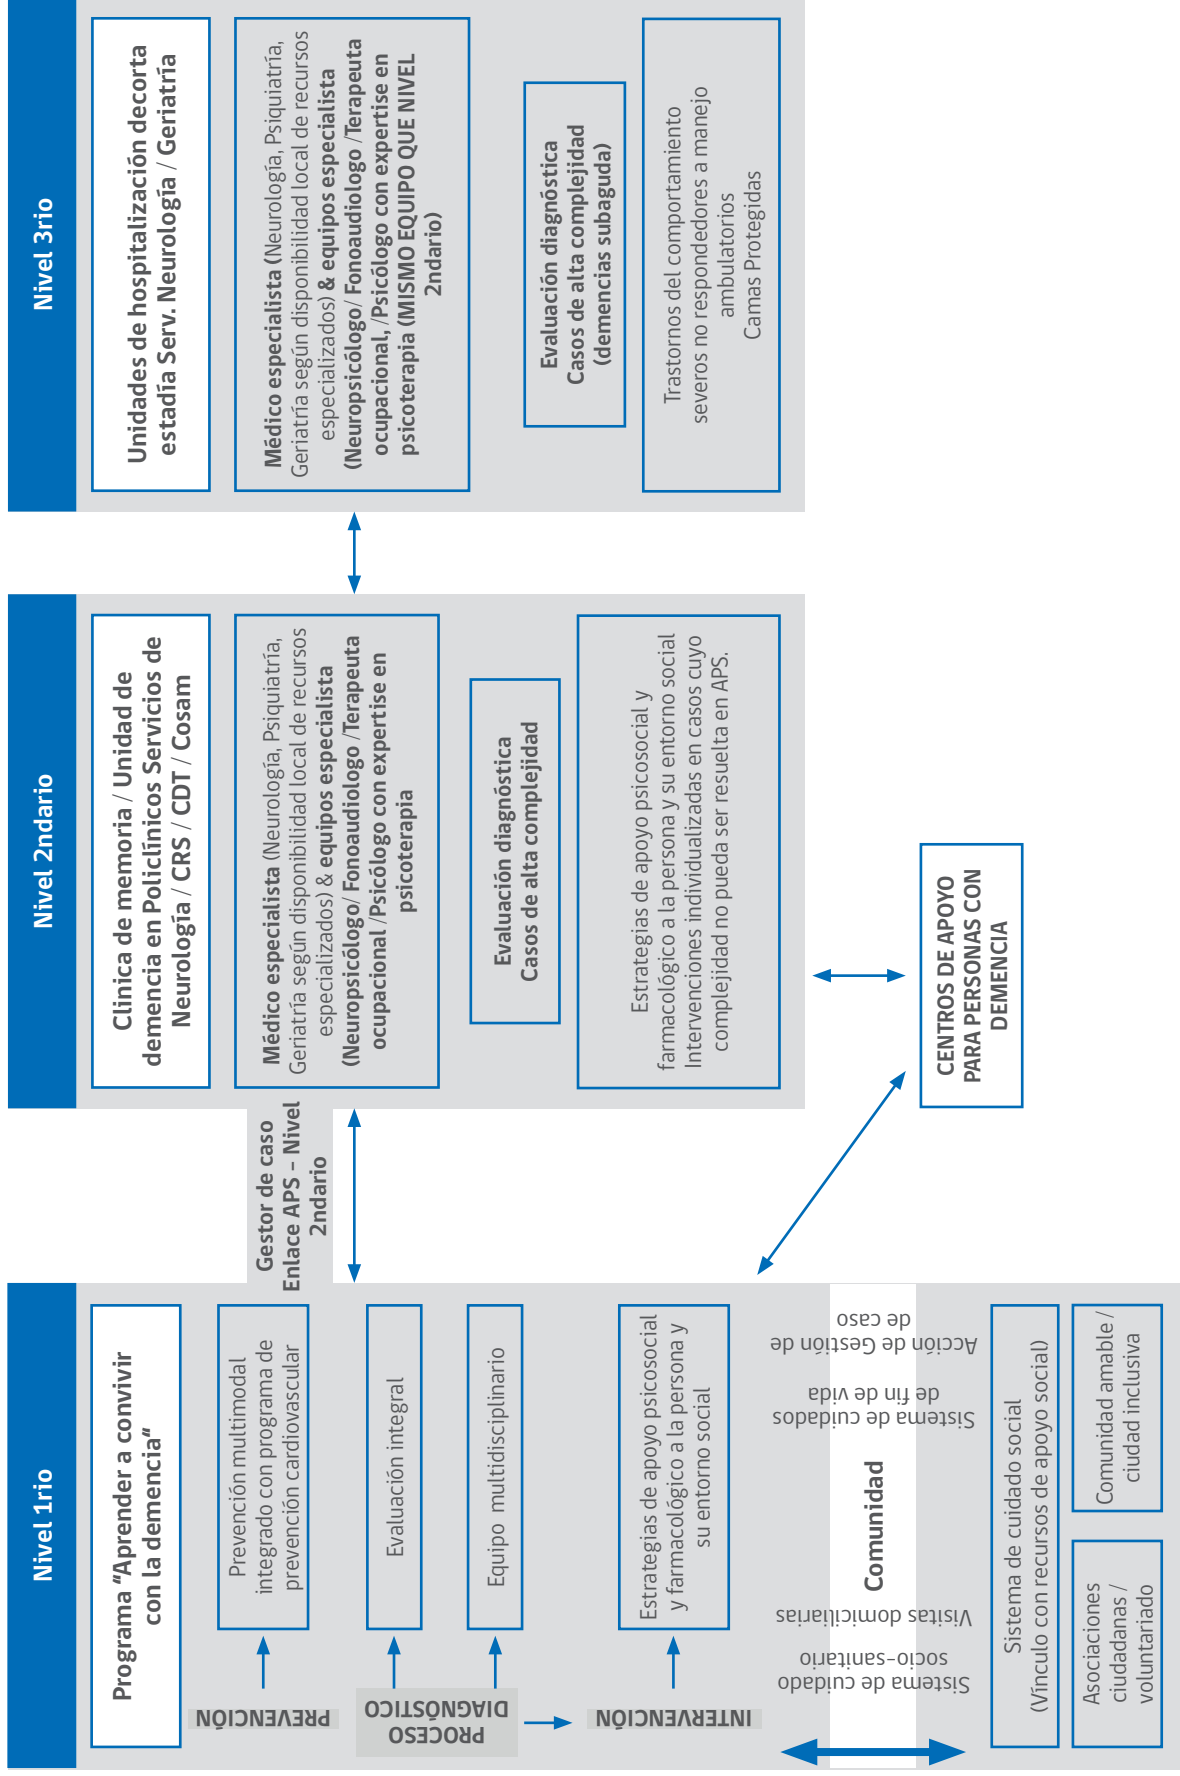 Nivel 1rio
Programa "Aprender a convivir
con la demencia"
PREVENCIÓN
Prevención multimodal
integrado con programa de
prevención cardiovascular
PROCESO
DIAGNÓSTICO
Evaluación integral
Equipo multidisciplinario
INTERVENCIÓN
Estrategias de apoyo psicosocial
y farmacológico a la persona y
su entorno social
Sistema de cuidado
socio-sanitario
Visittas domiciliarias
Comunidad
Sistema de cuidados
de fin de vida
Acción de Gestión de
de caso
Sistema de cuidado social
(Vínculo con recursos de apoyo social)
Asociaciones
ciudadanas /
voluntariado
Comunidad amable /
ciudad inclusiva
Gestor de caso
Enlace APS – Nivel
2ndario
Nivel 2ndario
Clinica de memoria / Unidad de
demencia en Policlínicos Servicios de
Neurología / CRS / CDT / Cosam
Médico especialista (Neurología, Psiquiatría,
Geriatría según disponibilidad local de recursos
especializados) & equipos especialista
(Neuropsicólogo/ Fonoaudiologo /Terapeuta
ocupacional /Psicólogo con expertise en
psicoterapia
Evaluación diagnóstica
Casos de alta complejidad
Estrategias de apoyo psicosocial y
farmacológico a la persona y su entorno social
Intervenciones individualizadas en casos cuyo
complejidad no pueda ser resuelta en APS.
CENTROS DE APOYO
PARA PERSONAS CON
DEMENCIA
Nivel 3rio
Unidades de hospitalización decorta
estadía Serv. Neurología / Geriatría
Médico especialista (Neurología, Psiquiatría,
Geriatría según disponibilidad local de recursos
especializados) & equipos especialista
(Neuropsicólogo/ Fonoaudiologo /Terapeuta
ocupacional, /Psicólogo con expertise en
psicoterapia (MISMO EQUIPO QUE NIVEL
2ndario)
Evaluación diagnóstica
Casos de alta complejidad
(demencias subaguda)
Trastornos del comportamiento
severos no respondedores a manejo
ambulatorios
Camas Protegidas